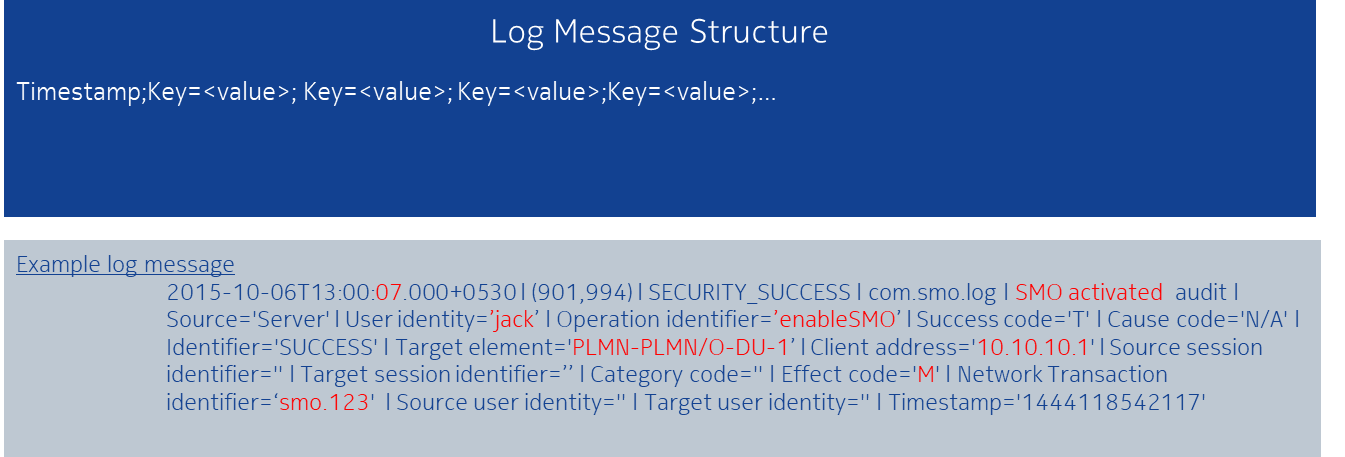 Log Message Structure
Timestamp;Key=<value>; Key=<value>; Key=<value>;Key=<value>;...
Example log message
2015-10-06T13:00:07.000+0530 | (901,994) | SECURITY_SUCCESS | com.smo.log | SMO activated audit |
Source='Server' | User identity=’jack’ | Operation identifier=’enableSMO’ | Success code='T' | Cause code='N/A' |
Identifier='SUCCESS' | Target element='PLMN-PLMN/O-DU-1’ | Client address='10.10.10.1' | Source session
identifier='' | Target session identifier=’’ | Category code='' | Effect code='M' | Network Transaction
identifier=‘smo.123' | Source user identity='' | Target user identity='' | Timestamp='1444118542117'